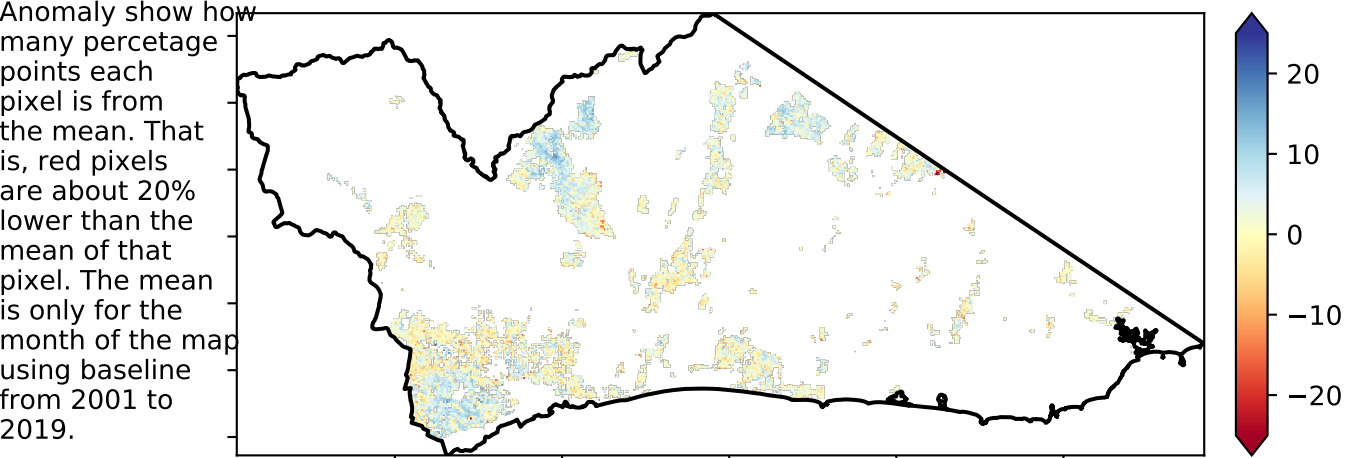 Anomaly show how
many percetage
points each
pixel is from
the mean. That
is, red pixels
are about 20%
lower than the
mean of that
pixel. The mean
is only for the
month of the map
using baseline
from 2001 to
2019.
20
10
0
−10
−20